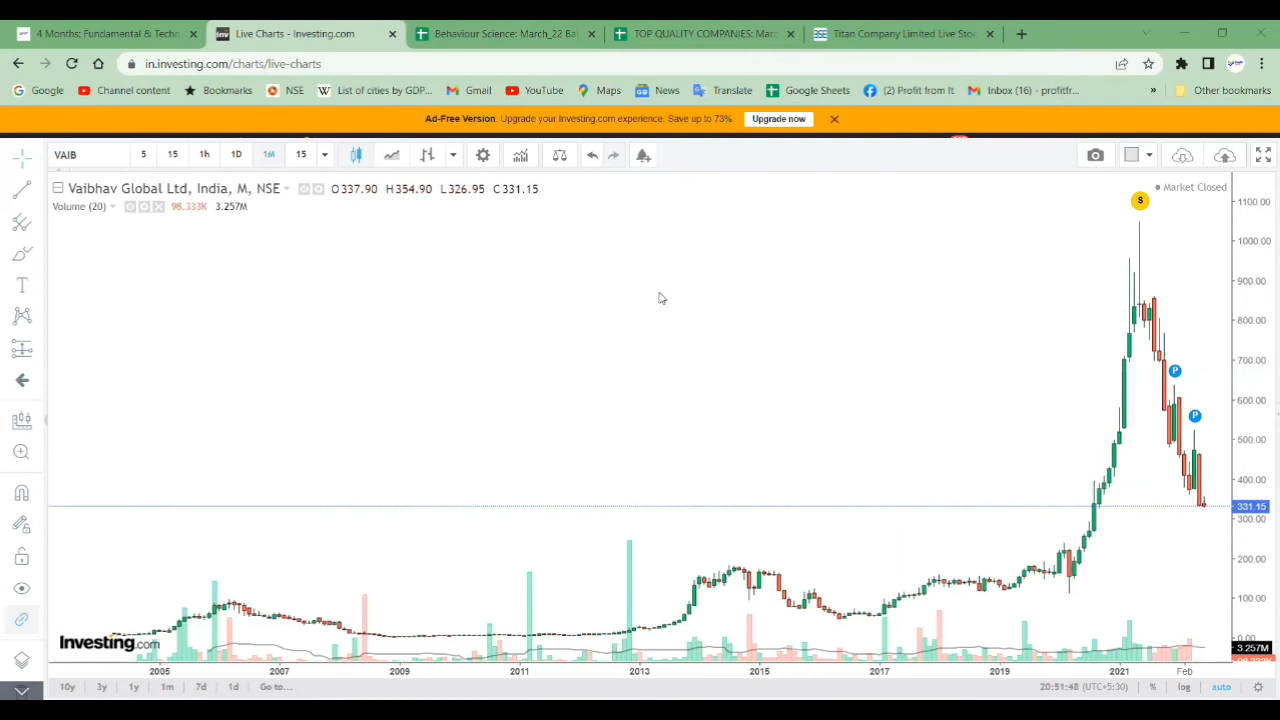 4 Months: Fundamental & Techn
Live Charts - Investing.com
Behaviour Science: March_22 Ba
TOP QUALITY COMPANIES: Marc
Titan Company Limited Live Stoc
in.investing.com/charts/live-charts
Google
Channel content
Bookmarks
NSE
List of cities by GDP...
Gmail
YouTube
Maps
News
Translate
Google Sheets
(2) Profit from It
Inbox (16) - profitfr...
»
Other bookmarks
Ad-Free Version. Upgrade your Investing.com experience. Save up to 73%
Upgrade now
VAIB
5
15
1h
1D
1M
15
Vaibhav Global Ltd, India, M, NSE
O337.90 H354.90 L326.95 C331.15
Market Closed
Volume (20)
98.333K
3.257M
S
P
P
1100.00
1000.00
900.00
800.00
700.00
600.00
500.00
400.00
331.15
300.00
200.00
100.00
0.00
3.257M
98.333K
Investing.com
2005
2007
2009
2011
2013
2015
2017
2019
2021
Feb
10y
3y
1y
1m
7d
1d
Go to...
20:51:48 (UTC+5:30)
%
log
auto